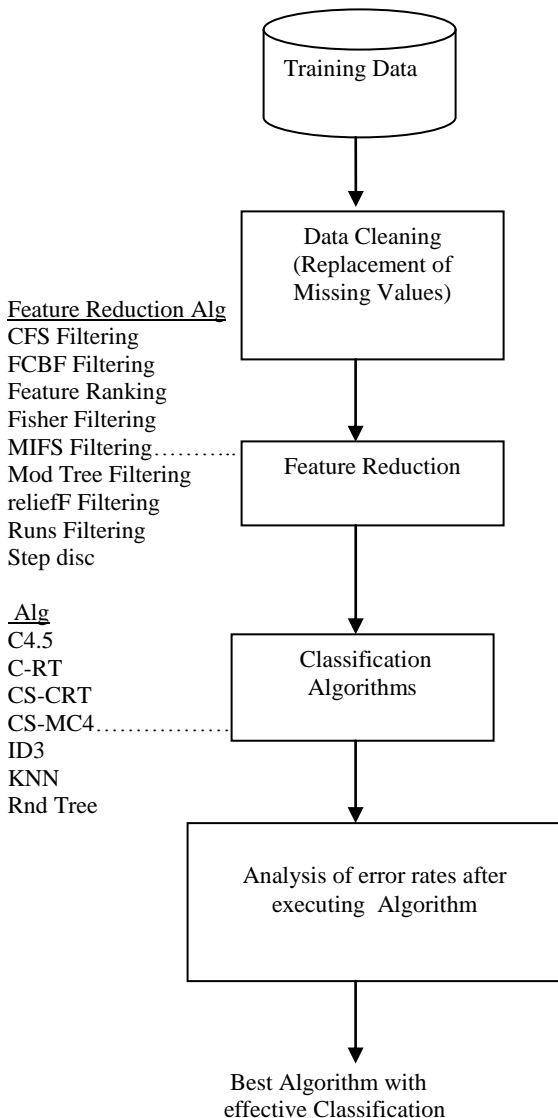 Training Data
Data Cleaning
(Replacement of
Missing Values)
Feature Reduction Alg
CFS Filtering
FCBF Filtering
Feature Ranking
Fisher Filtering
MIFS Filtering………..
Mod Tree Filtering
reliefF Filtering
Runs Filtering
Step disc
Feature Reduction
Alg
C4.5
C-RT
CS-CRT
CS-MC4………………
ID3
KNN
Rnd Tree
Classification
Algorithms
Analysis of error rates after
executing Algorithm
Best Algorithm with
effective Classification